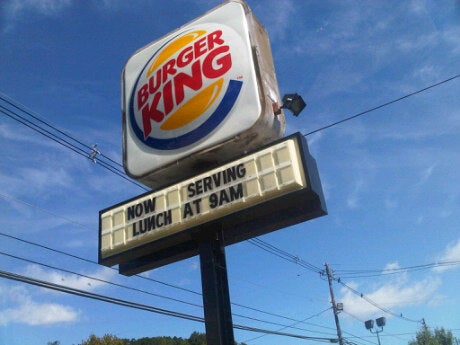 BURGER
KING
NOW SERVING
LUNCH AT 9AM